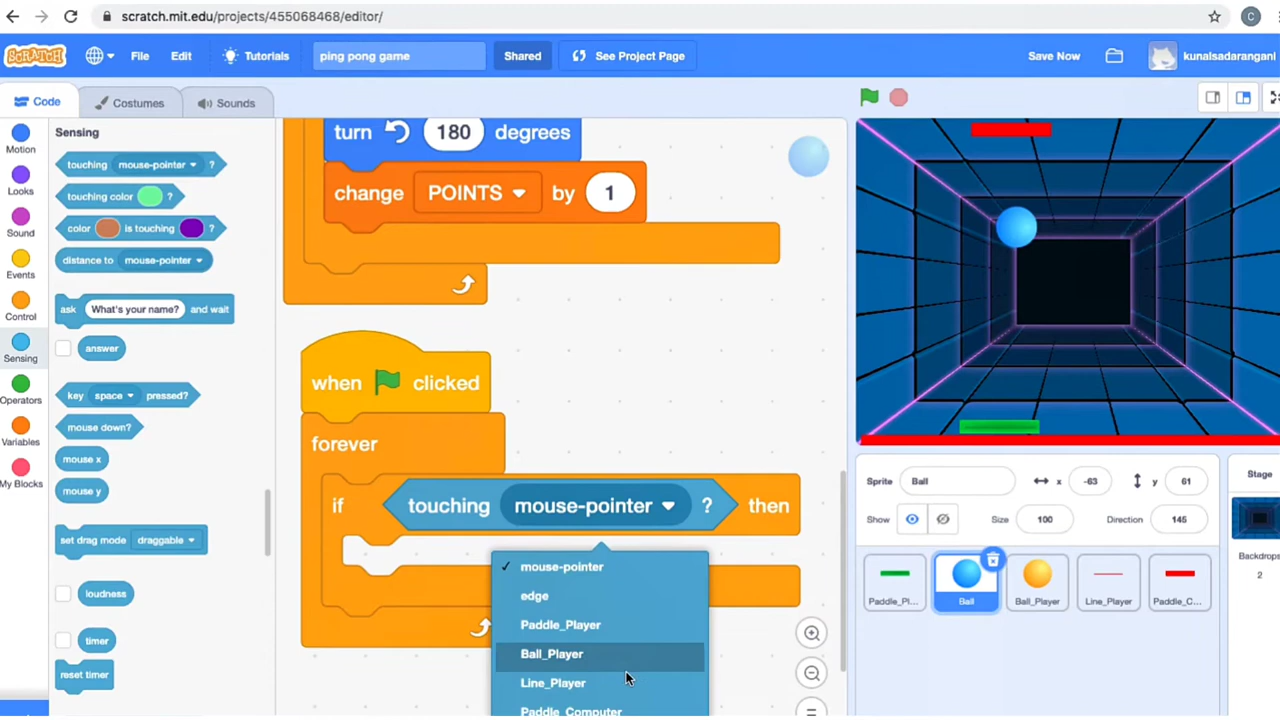 scratch.mit.edu/projects/455068468/editor/
C
SCRATCH
File
Edit
Tutorials
ping pong game
Shared
See Project Page
Save Now
kunalsadarangani
Code
Costumes
Sounds
Motion
Looks
Sound
Events
Control
Sensing
Operators
Variables
My Blocks
Sensing
touching mouse-pointer ?
touching color ?
color is touching ?
distance to mouse-pointer
ask What's your name? and wait
answer
key space pressed?
mouse down?
mouse x
mouse y
set drag mode draggable
loudness
timer
reset timer
turn 180 degrees
change POINTS by 1
when clicked
forever
if touching mouse-pointer ? then
✓ mouse-pointer
edge
Paddle_Player
Ball_Player
Line_Player
Paddle_Computer
Sprite Ball x -63 y 61
Show Size 100 Direction 145
Paddle_Pl...
Ball
Ball_Player
Line_Player
Paddle_C...
Stage
Backdrops
2